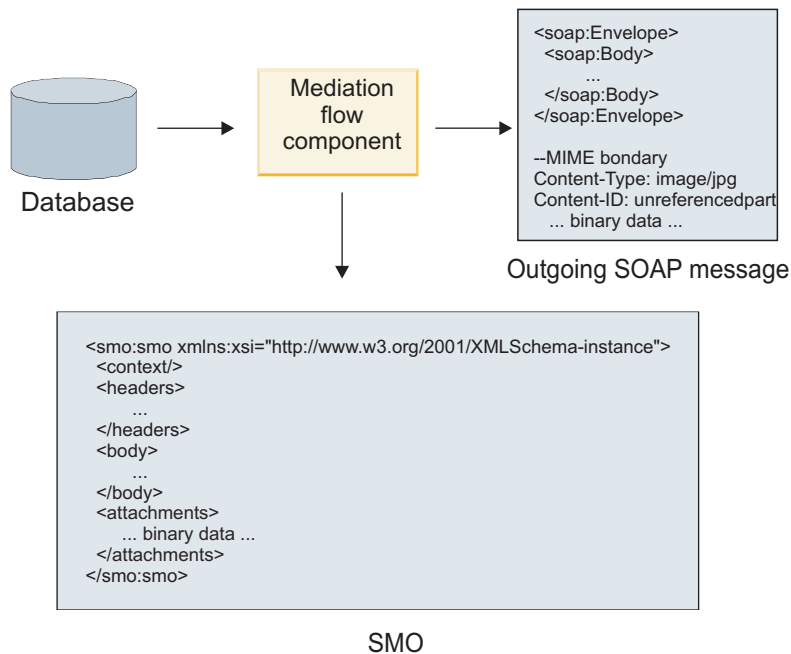 Database
Mediation
flow
component
<soap:Envelope>
<soap:Body>
...
</soap:Body>
</soap:Envelope>
--MIME bondary
Content-Type: image/jpg
Content-ID: unreferencedpart
... binary data ...
Outgoing SOAP message
<smo:smo xmlns:xsi="http://www.w3.org/2001/XMLSchema-instance">
<context/>
<headers>
...
</headers>
<body>
...
</body>
<attachments>
... binary data ...
</attachments>
</smo:smo>
SMO